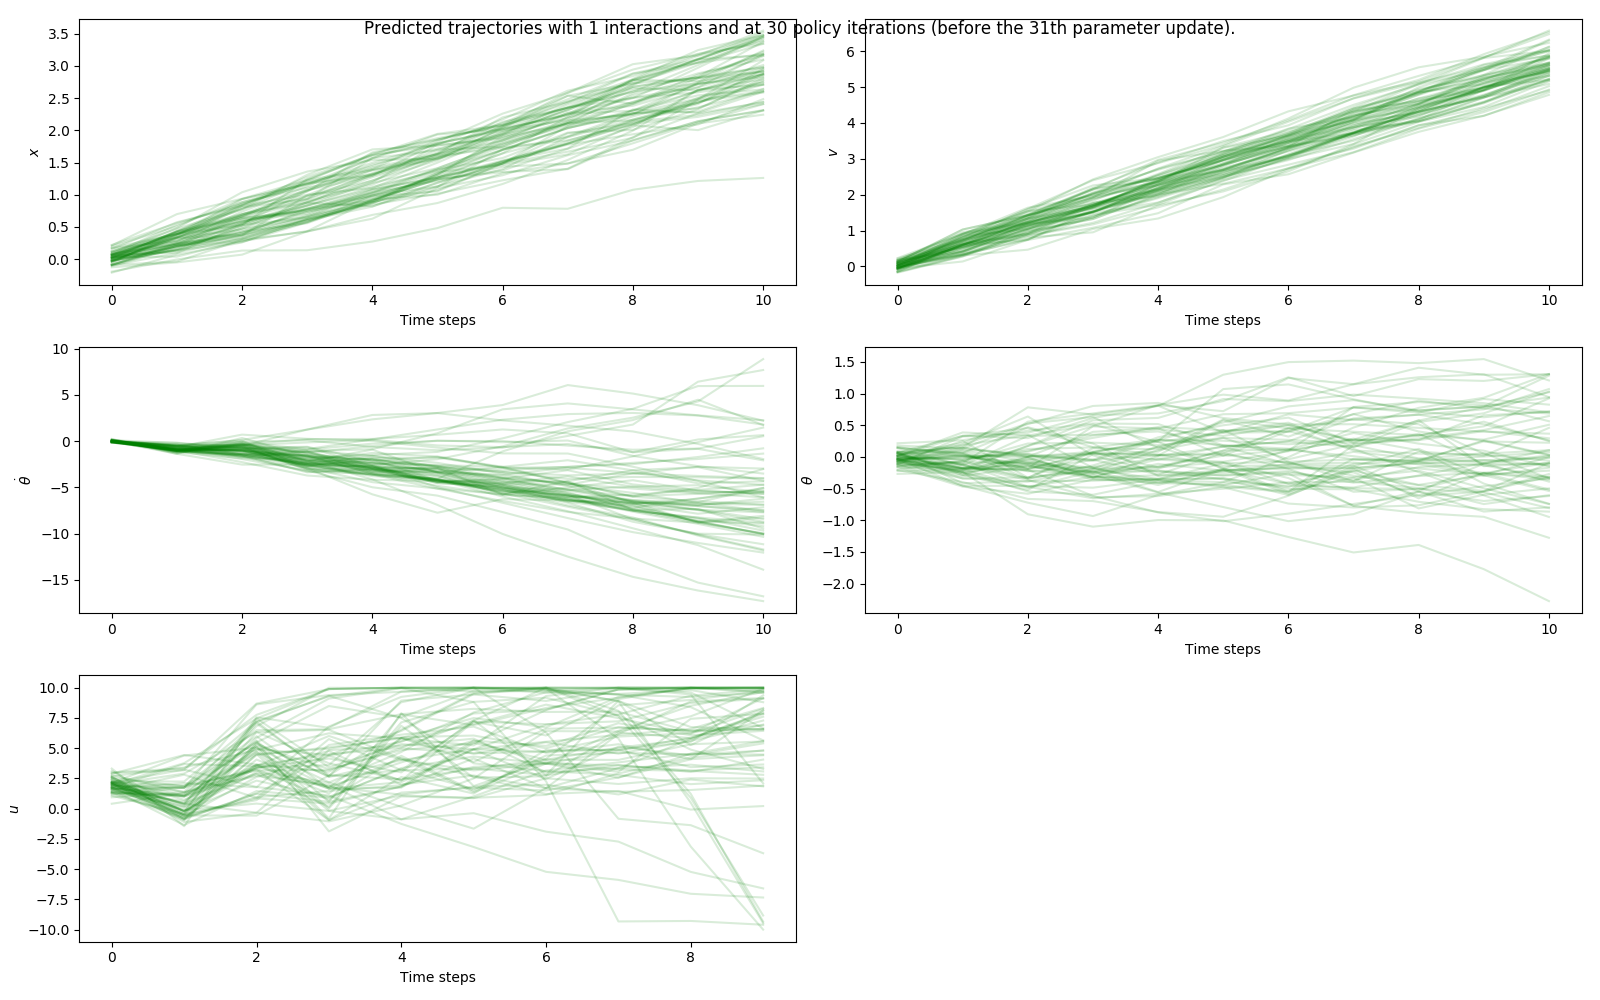 Predicted trajectories with 1 interactions and at 30 policy iterations (before the 31th parameter update).
3.5
3.0
2.5
2.0
1.5
1.0
0.5
0.0
x
0 2 4 6 8 10
Time steps
6
5
4
3
2
1
0
v
0 2 4 6 8 10
Time steps
10
5
0
−5
−10
−15
θ̇
0 2 4 6 8 10
Time steps
1.5
1.0
0.5
0.0
−0.5
−1.0
−1.5
−2.0
θ
0 2 4 6 8 10
Time steps
10.0
7.5
5.0
2.5
0.0
−2.5
−5.0
−7.5
−10.0
u
0 2 4 6 8
Time steps